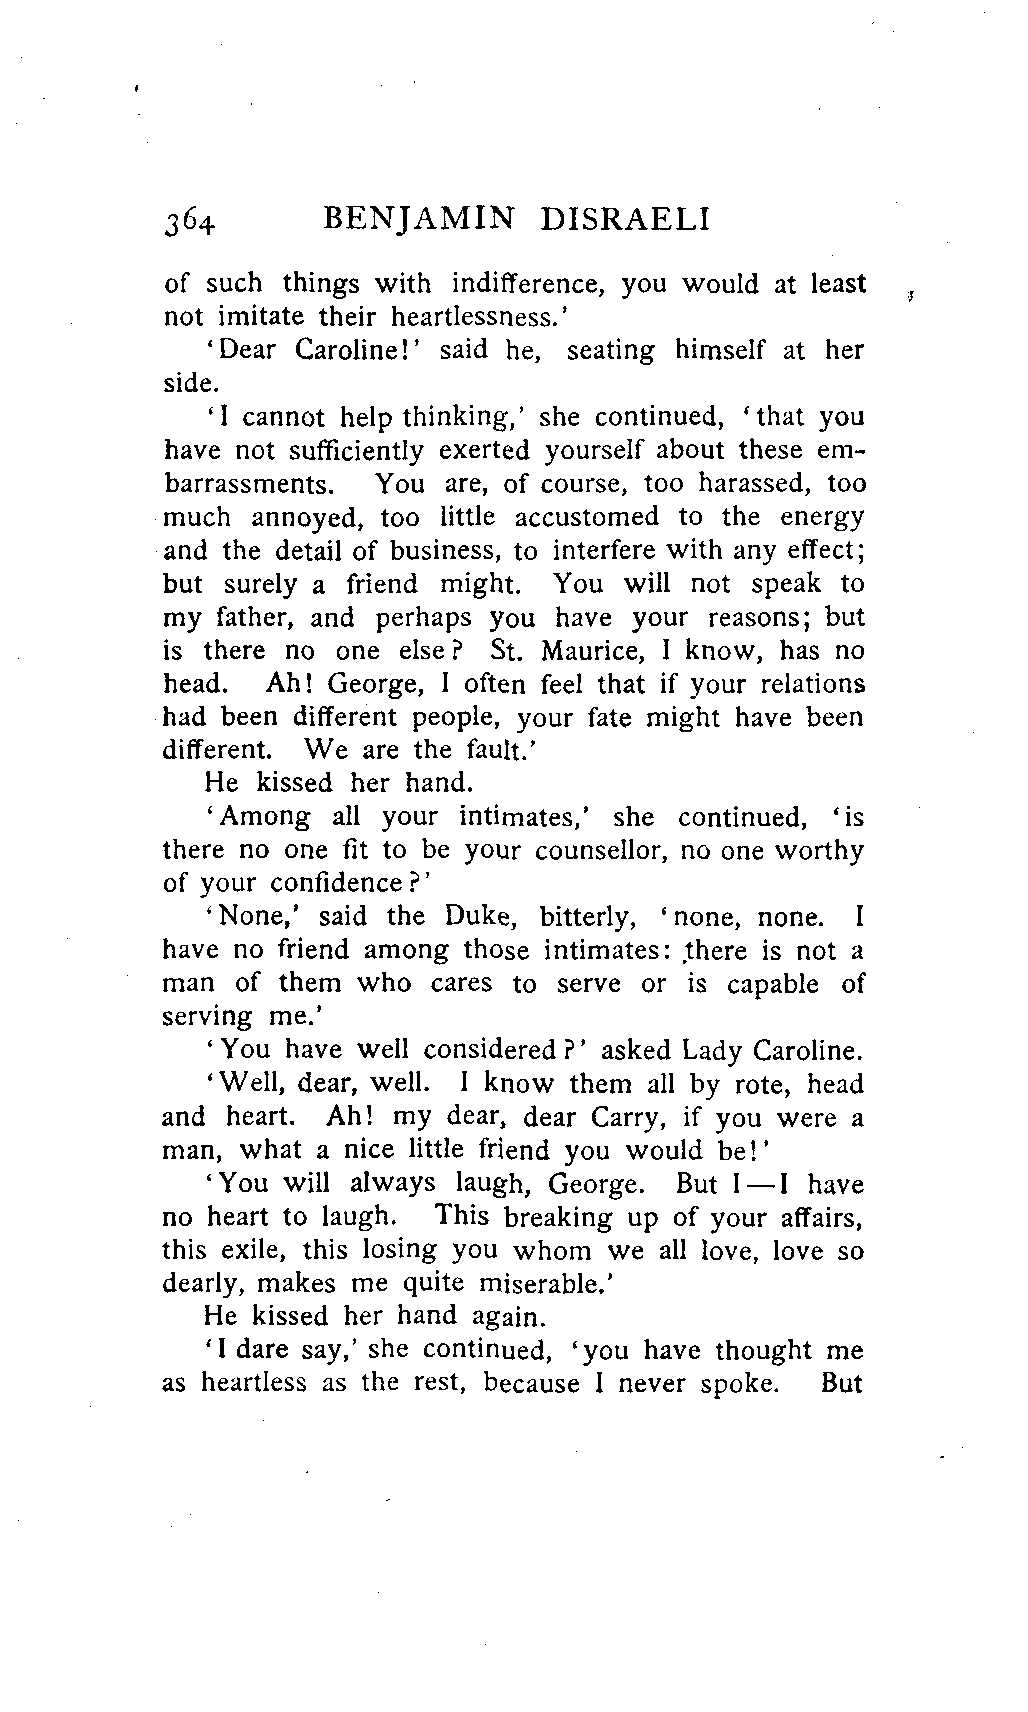 364 BENJAMIN DISRAELI
of such things with indifference, you would at least
not imitate their heartlessness.'
'Dear Caroline!' said he, seating himself at her
side.
'I cannot help thinking,' she continued, 'that you
have not sufficiently exerted yourself about these em-
barrassments. You are, of course, too harassed, too
much annoyed, too little accustomed to the energy
and the detail of business, to interfere with any effect;
but surely a friend might. You will not speak to
my father, and perhaps you have your reasons; but
is there no one else? St. Maurice, I know, has no
head. Ah! George, I often feel that if your relations
had been different people, your fate might have been
different. We are the fault.'
He kissed her hand.
'Among all your intimates,' she continued, 'is
there no one fit to be your counsellor, no one worthy
of your confidence?'
'None,' said the Duke, bitterly, 'none, none. I
have no friend among those intimates: there is not a
man of them who cares to serve or is capable of
serving me.'
'You have well considered?' asked Lady Caroline.
'Well, dear, well. I know them all by rote, head
and heart. Ah! my dear, dear Carry, if you were a
man, what a nice little friend you would be!'
'You will always laugh, George. But I—I have
no heart to laugh. This breaking up of your affairs,
this exile, this losing you whom we all love, love so
dearly, makes me quite miserable.'
He kissed her hand again.
'I dare say,' she continued, 'you have thought me
as heartless as the rest, because I never spoke. But